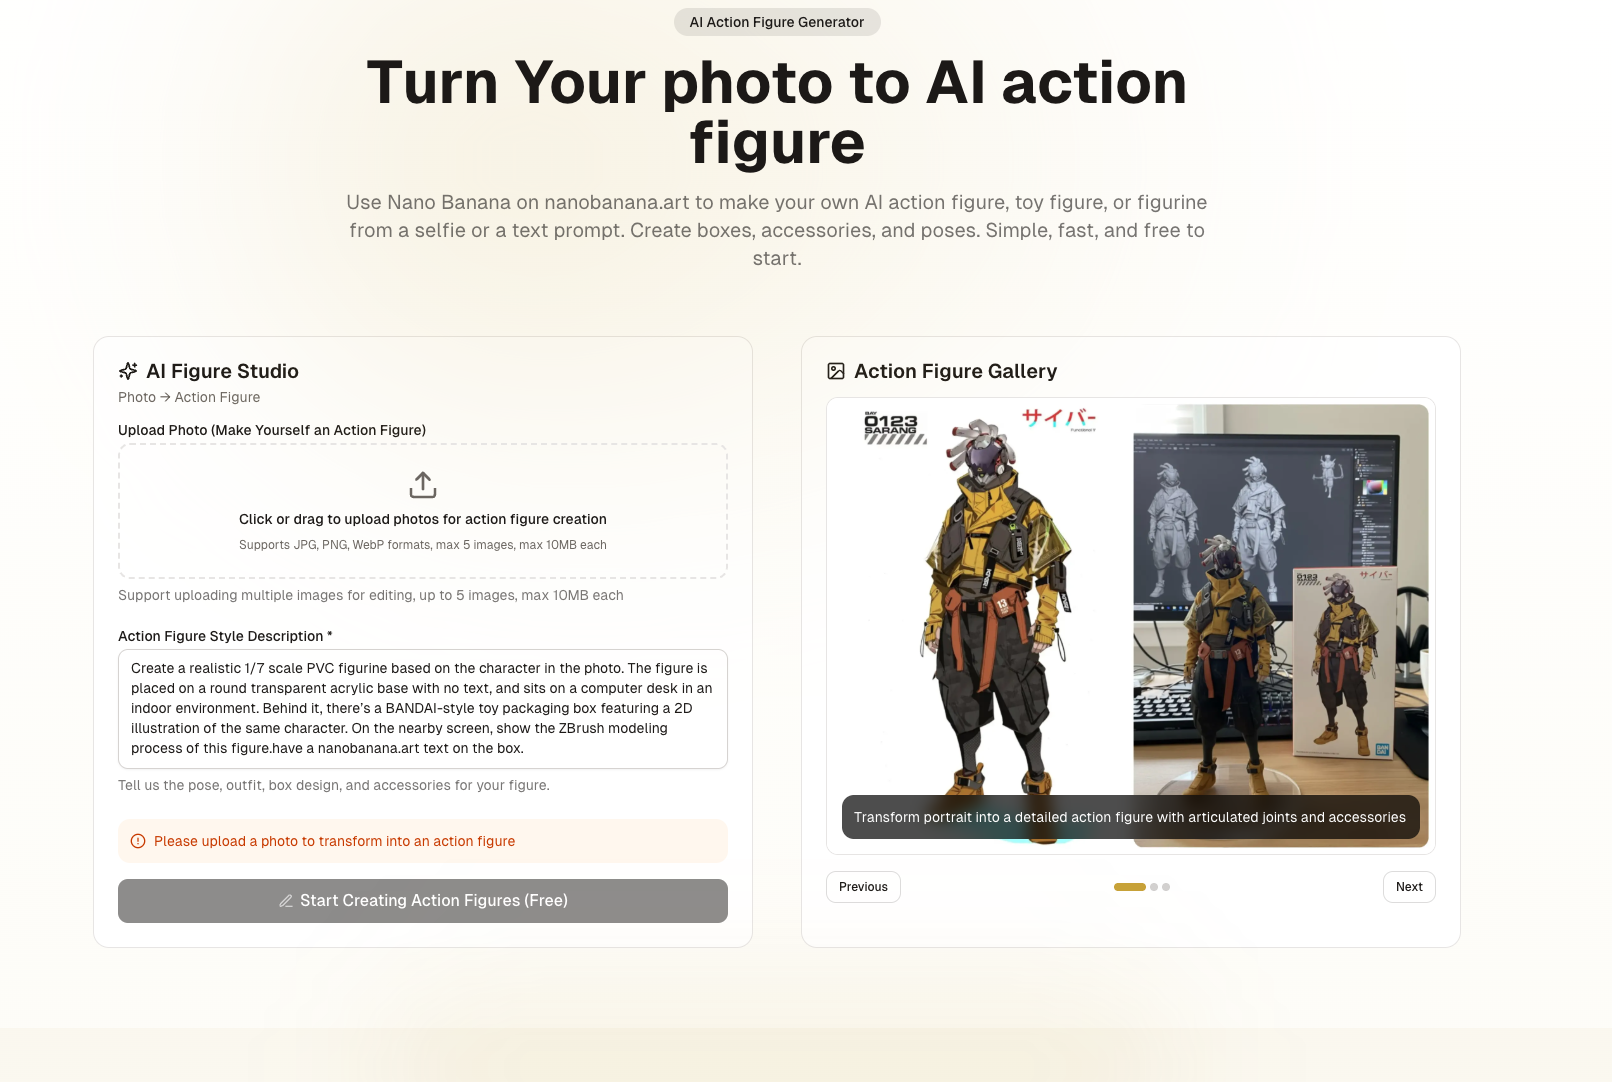 AI Action Figure Generator
Turn Your photo to AI action
figure
Use Nano Banana on nanobanana.art to make your own AI action figure, toy figure, or figurine
from a selfie or a text prompt. Create boxes, accessories, and poses. Simple, fast, and free to
start.
AI Figure Studio
Photo → Action Figure
Upload Photo (Make Yourself an Action Figure)
Click or drag to upload photos for action figure creation
Supports JPG, PNG, WebP formats, max 5 images, max 10MB each
Support uploading multiple images for editing, up to 5 images, max 10MB each
Action Figure Style Description *
Create a realistic 1/7 scale PVC figurine based on the character in the photo. The figure is
placed on a round transparent acrylic base with no text, and sits on a computer desk in an
indoor environment. Behind it, there's a BANDAI-style toy packaging box featuring a 2D
illustration of the same character. On the nearby screen, show the ZBrush modeling
process of this figure.have a nanobanana.art text on the box.
Tell us the pose, outfit, box design, and accessories for your figure.
Please upload a photo to transform into an action figure
Start Creating Action Figures (Free)
Action Figure Gallery
0123
SARANG
サイバー
13
0123
サイバー
BAN
DAI
Transform portrait into a detailed action figure with articulated joints and accessories
Previous
Next